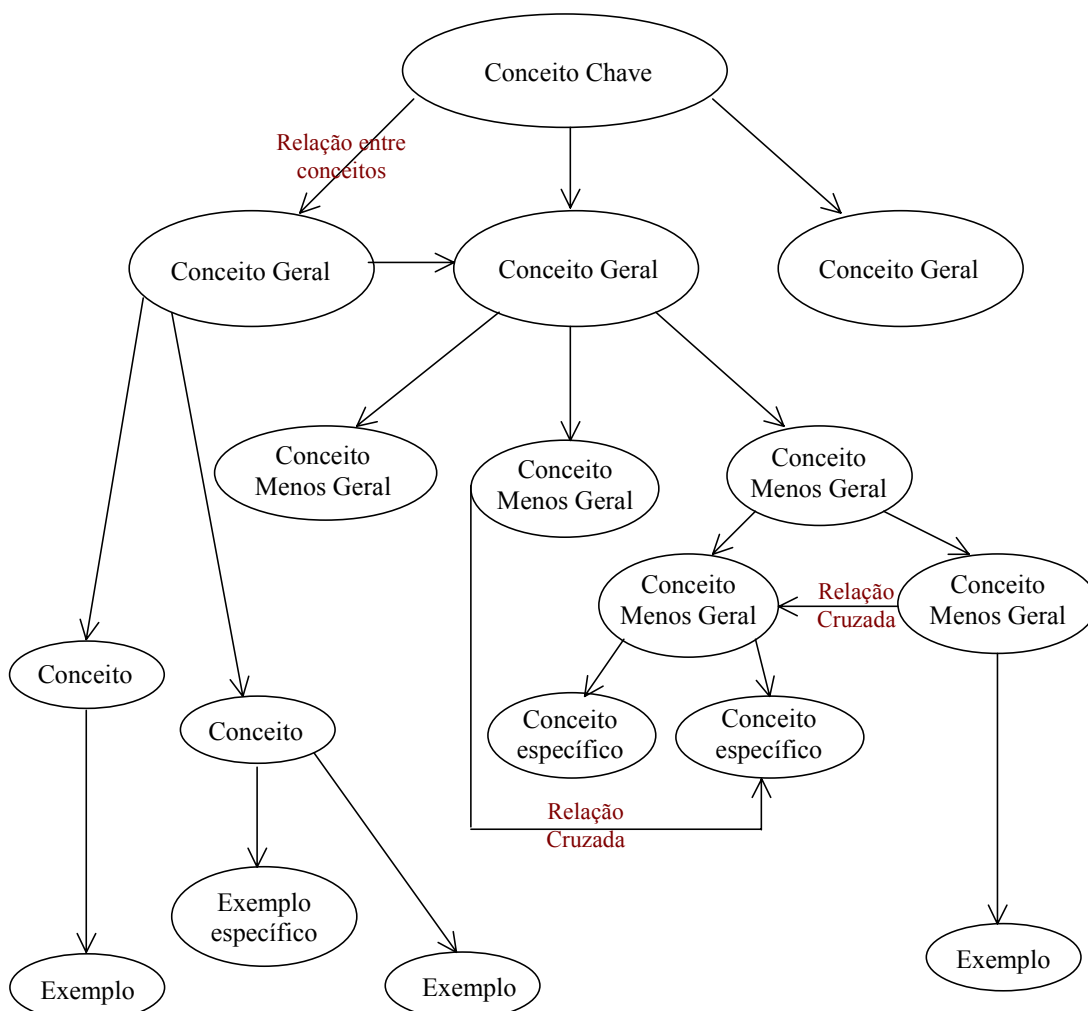 Conceito Chave
Relação entre
conceitos
Conceito Geral
Conceito Geral
Conceito Geral
Conceito
Menos Geral
Conceito
Menos Geral
Conceito
Menos Geral
Conceito
Menos Geral
Relação
Cruzada
Conceito
Menos Geral
Conceito
Conceito
Conceito
específico
Conceito
específico
Relação
Cruzada
Exemplo
específico
Exemplo
Exemplo
Exemplo